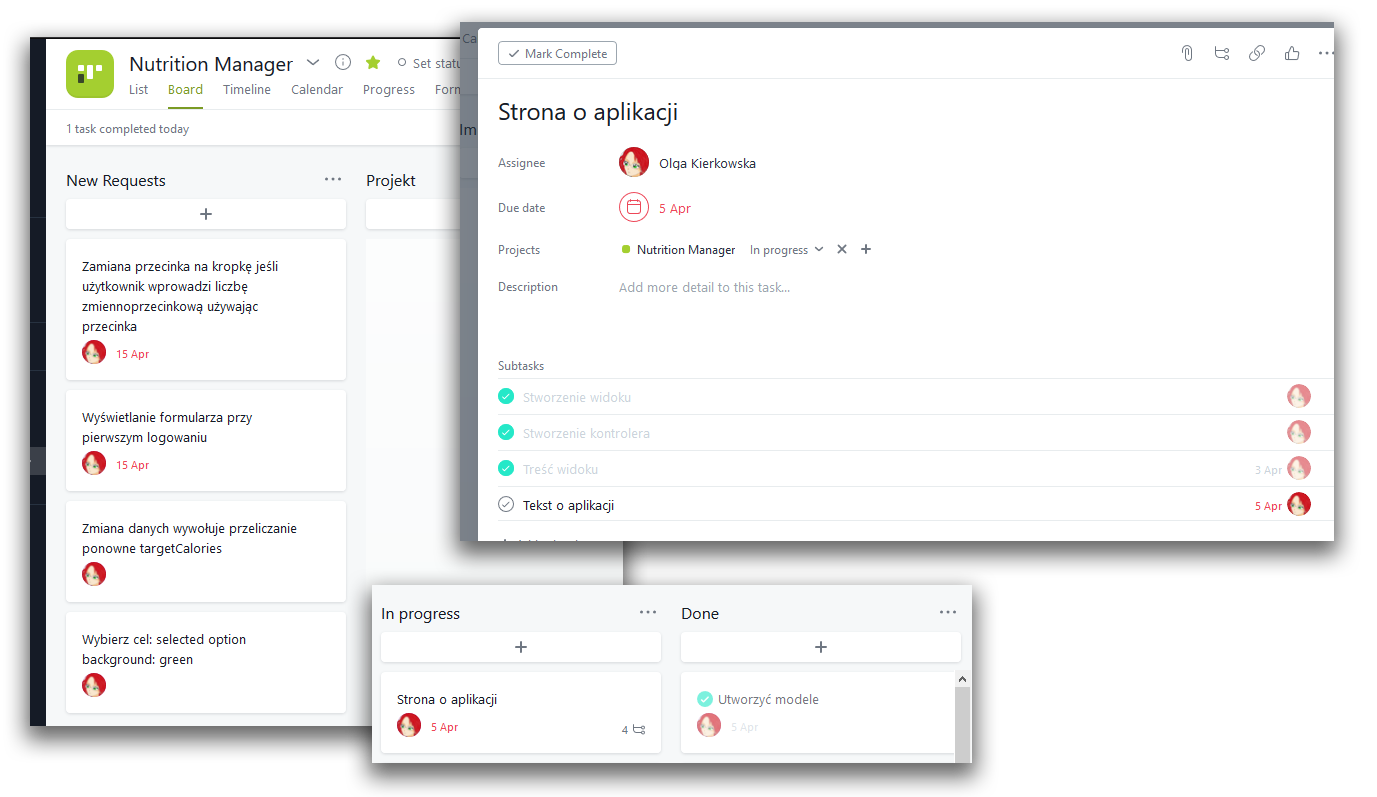 Nutrition Manager
Set statu
List Board Timeline Calendar Progress Form
1 task completed today
New Requests
Projekt
Zamiana przecinka na kropkę jeśli
użytkownik wprowadzi liczbę
zmiennoprzecinkową używając
przecinka
15 Apr
Wyświetlanie formularza przy
pierwszym logowaniu
15 Apr
Zmiana danych wywołuje przeliczanie
ponowne targetCalories
Wybierz cel: selected option
background: green
Ca
Im
Mark Complete
Strona o aplikacji
Assignee Olga Kierkowska
Due date 5 Apr
Projects Nutrition Manager In progress
Description Add more detail to this task...
Subtasks
Stworzenie widoku
Stworzenie kontrolera
Treść widoku 3 Apr
Tekst o aplikacji 5 Apr
In progress
Strona o aplikacji
5 Apr 4
Done
Utworzyć modele
5 Apr